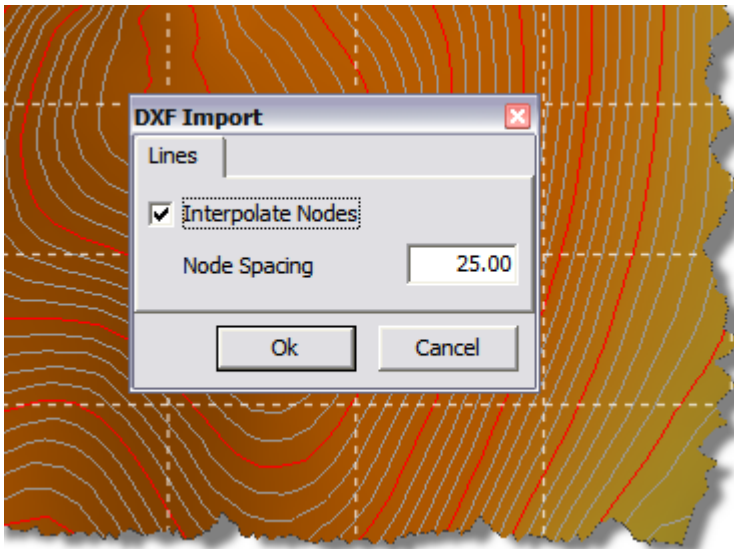 DXF Import
Lines
Interpolate Nodes
Node Spacing 25.00
Ok Cancel